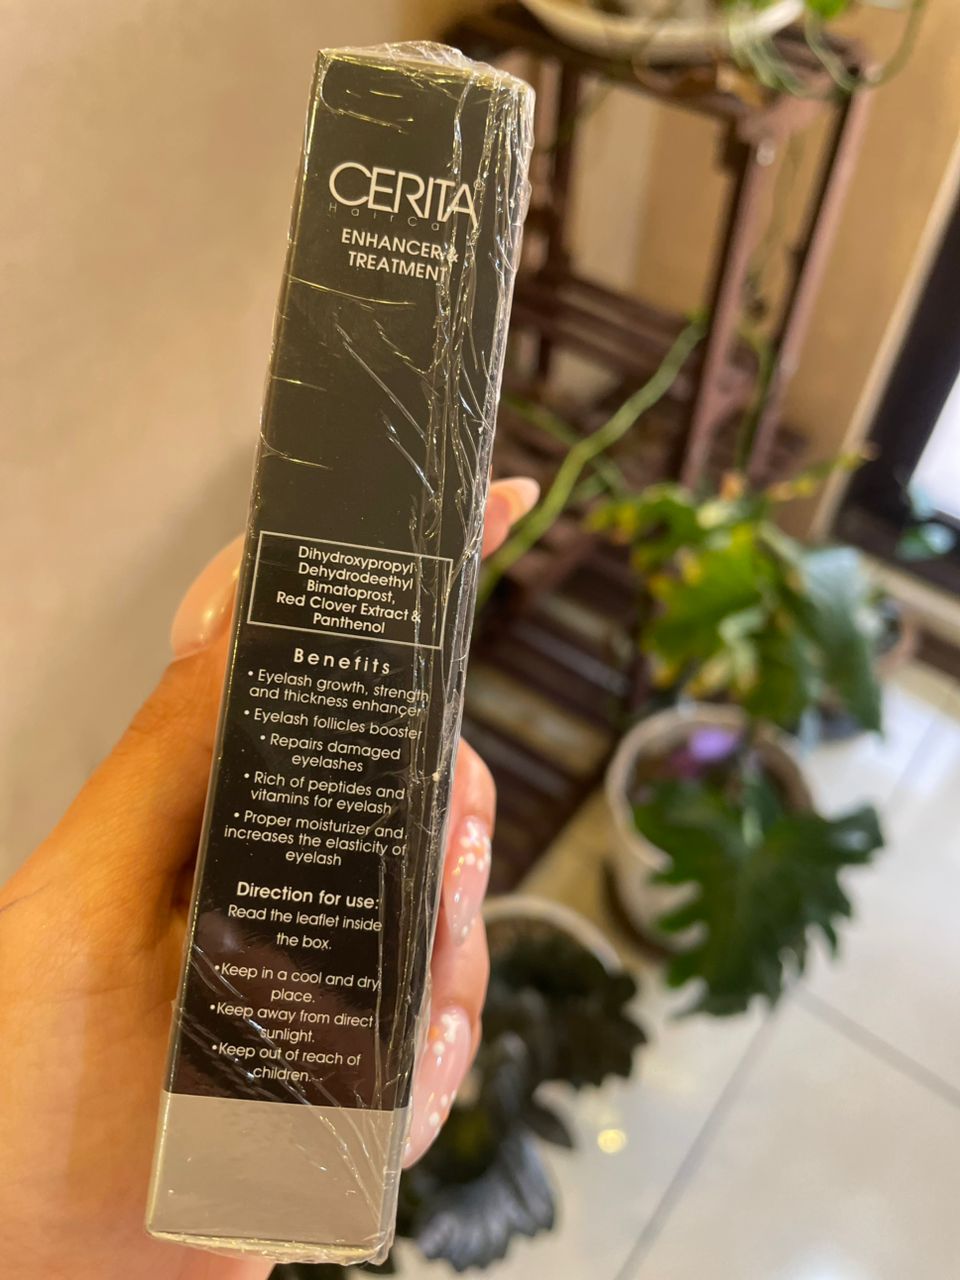 CERITA
Hair Ca
ENHANCER &
TREATMENT
Dihydroxypropyl
Dehydrodeethyl
Bimatoprost,
Red Clover Extract &
Panthenol
Benefits
• Eyelash growth, strength
and thickness enhancer
• Eyelash follicles booster
• Repairs damaged
eyelashes
• Rich of peptides and
vitamins for eyelash
• Proper moisturizer and
increases the elasticity of
eyelash
Direction for use:
Read the leaflet inside
the box.
•Keep in a cool and dry
place.
•Keep away from direct
sunlight.
•Keep out of reach of
children.